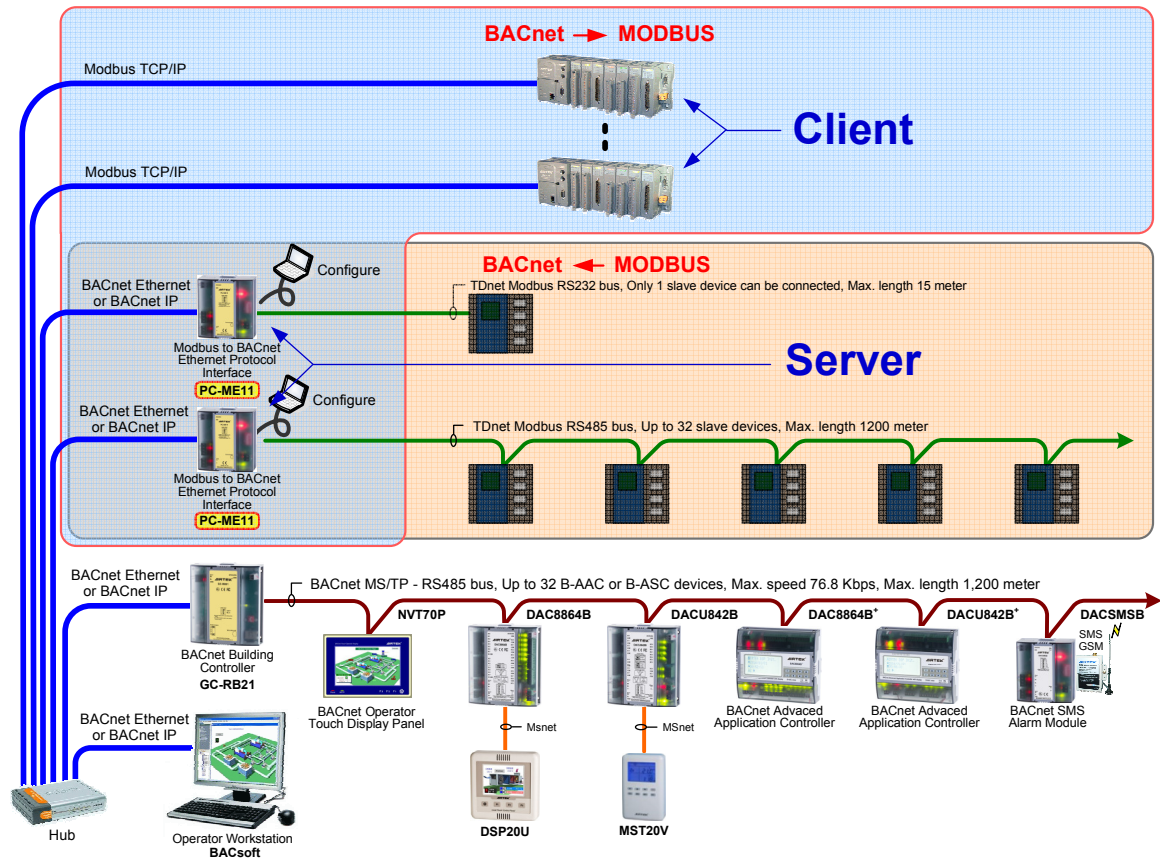 BACnet → MODBUS
Modbus TCP/IP
Client
Modbus TCP/IP
BACnet ← MODBUS
Configure
BACnet Ethernet
or BACnet IP
TDnet Modbus RS232 bus, Only 1 slave device can be connected, Max. length 15 meter
Modbus to BACnet
Ethernet Protocol
Interface
PC-ME11
Server
Configure
BACnet Ethernet
or BACnet IP
TDnet Modbus RS485 bus, Up to 32 slave devices, Max. length 1200 meter
Modbus to BACnet
Ethernet Protocol
Interface
PC-ME11
BACnet Ethernet
or BACnet IP
BACnet MS/TP - RS485 bus, Up to 32 B-AAC or B-ASC devices, Max. speed 76.8 Kbps, Max. length 1,200 meter
NVT70P
DAC8864B
DACU842B
DAC8864B+
DACU842B+
DACSMSB
SMS
GSM
BACnet Building
Controller
GC-RB21
BACnet Operator
Touch Display Panel
BACnet Advaced
Application Controller
BACnet Advaced
Application Controller
BACnet SMS
Alarm Module
BACnet Ethernet
or BACnet IP
Msnet
MSnet
DSP20U
MST20V
Hub
Operator Workstation
BACsoft